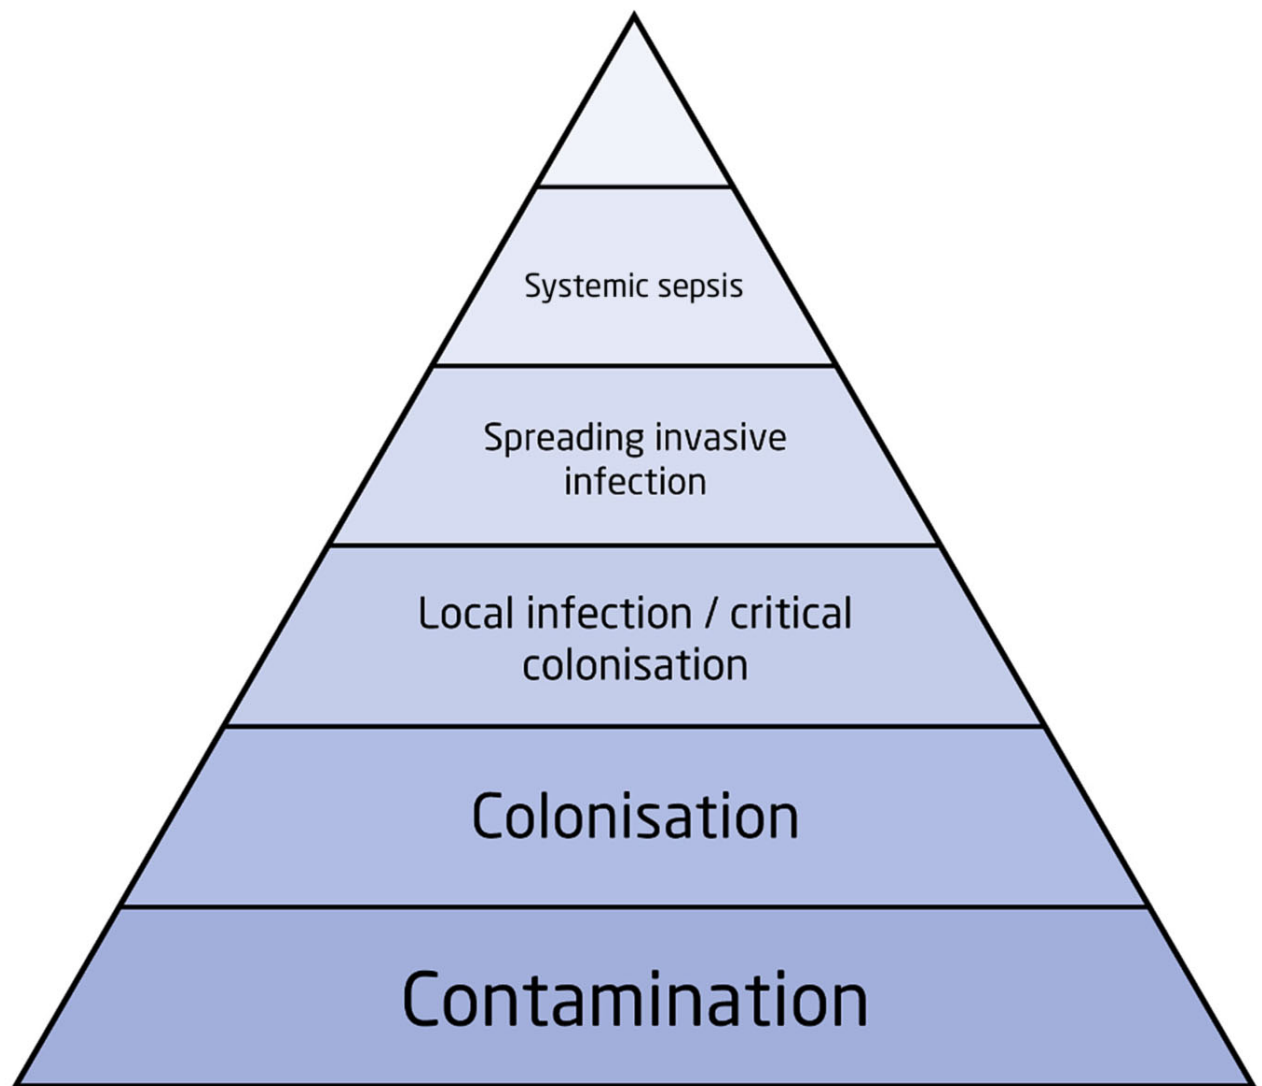 Systemic sepsis
Spreading invasive
infection
Local infection / critical
colonisation
Colonisation
Contamination